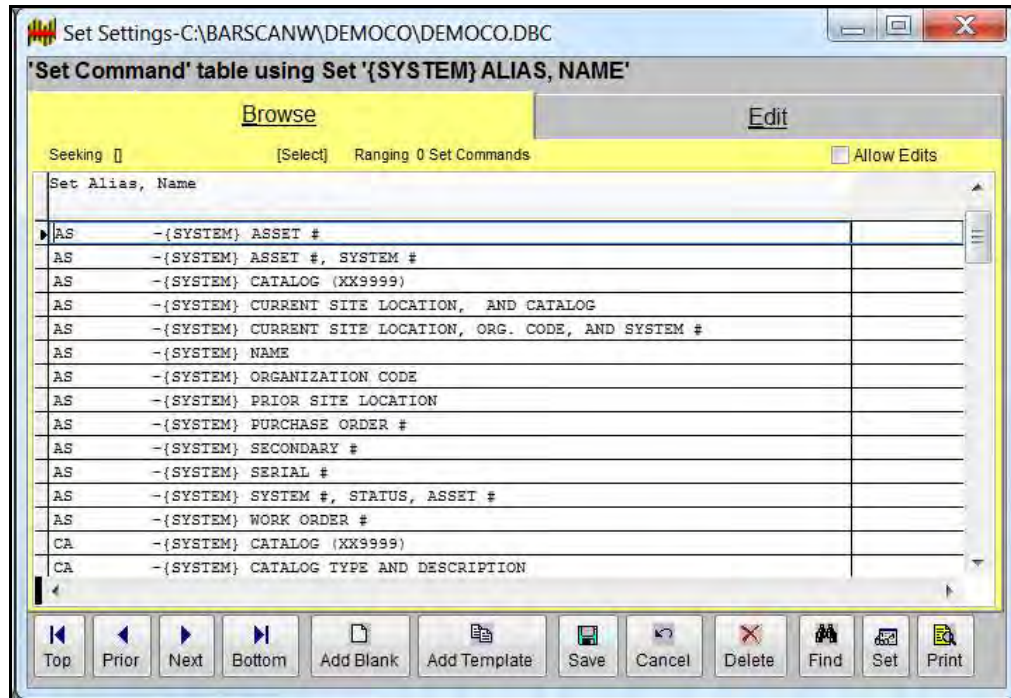 Set Settings-C:\BARSCANW\DEMOCO\DEMOCO.DBC
'Set Command' table using Set '{SYSTEM} ALIAS, NAME'
Browse Edit
Seeking [] [Select] Ranging 0 Set Commands Allow Edits
Set Alias, Name
AS -{SYSTEM} ASSET #
AS -{SYSTEM} ASSET #, SYSTEM #
AS -{SYSTEM} CATALOG (XX9999)
AS -{SYSTEM} CURRENT SITE LOCATION, AND CATALOG
AS -{SYSTEM} CURRENT SITE LOCATION, ORG. CODE, AND SYSTEM #
AS -{SYSTEM} NAME
AS -{SYSTEM} ORGANIZATION CODE
AS -{SYSTEM} PRIOR SITE LOCATION
AS -{SYSTEM} PURCHASE ORDER #
AS -{SYSTEM} SECONDARY #
AS -{SYSTEM} SERIAL #
AS -{SYSTEM} SYSTEM #, STATUS, ASSET #
AS -{SYSTEM} WORK ORDER #
CA -{SYSTEM} CATALOG (XX9999)
CA -{SYSTEM} CATALOG TYPE AND DESCRIPTION
Top Prior Next Bottom Add Blank Add Template Save Cancel Delete Find Set Print